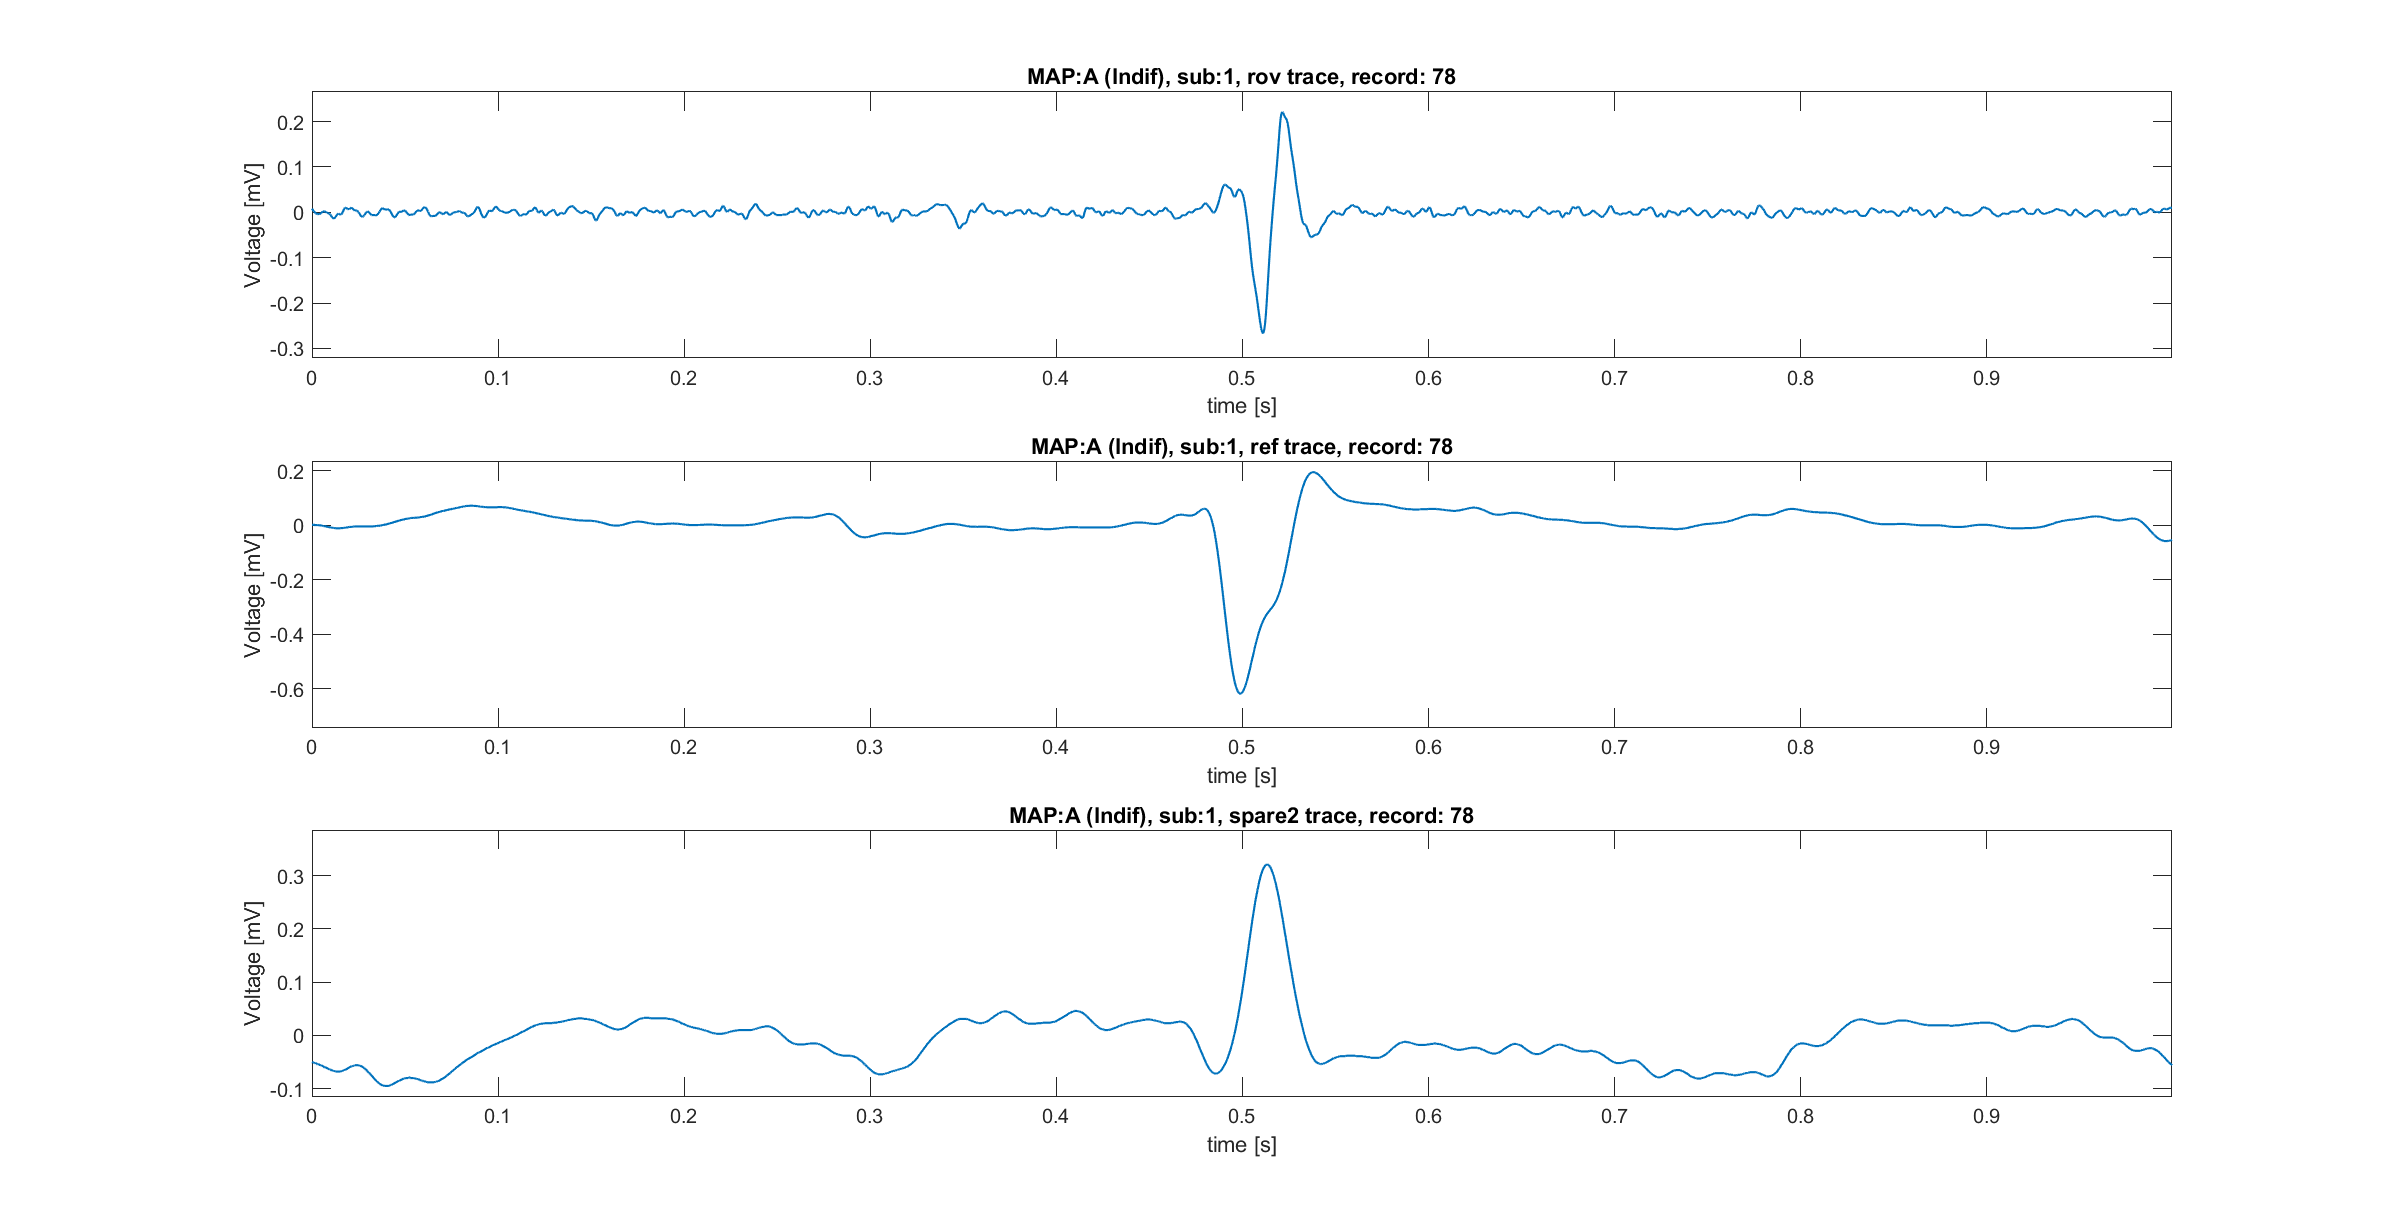 MAP:A (Indif), sub:1, rov trace, record: 78
Voltage [mV]
0.2
0.1
0
-0.1
-0.2
-0.3
0 0.1 0.2 0.3 0.4 0.5 0.6 0.7 0.8 0.9
time [s]
MAP:A (Indif), sub:1, ref trace, record: 78
Voltage [mV]
0.2
0
-0.2
-0.4
-0.6
0 0.1 0.2 0.3 0.4 0.5 0.6 0.7 0.8 0.9
time [s]
MAP:A (Indif), sub:1, spare2 trace, record: 78
Voltage [mV]
0.3
0.2
0.1
0
-0.1
0 0.1 0.2 0.3 0.4 0.5 0.6 0.7 0.8 0.9
time [s]